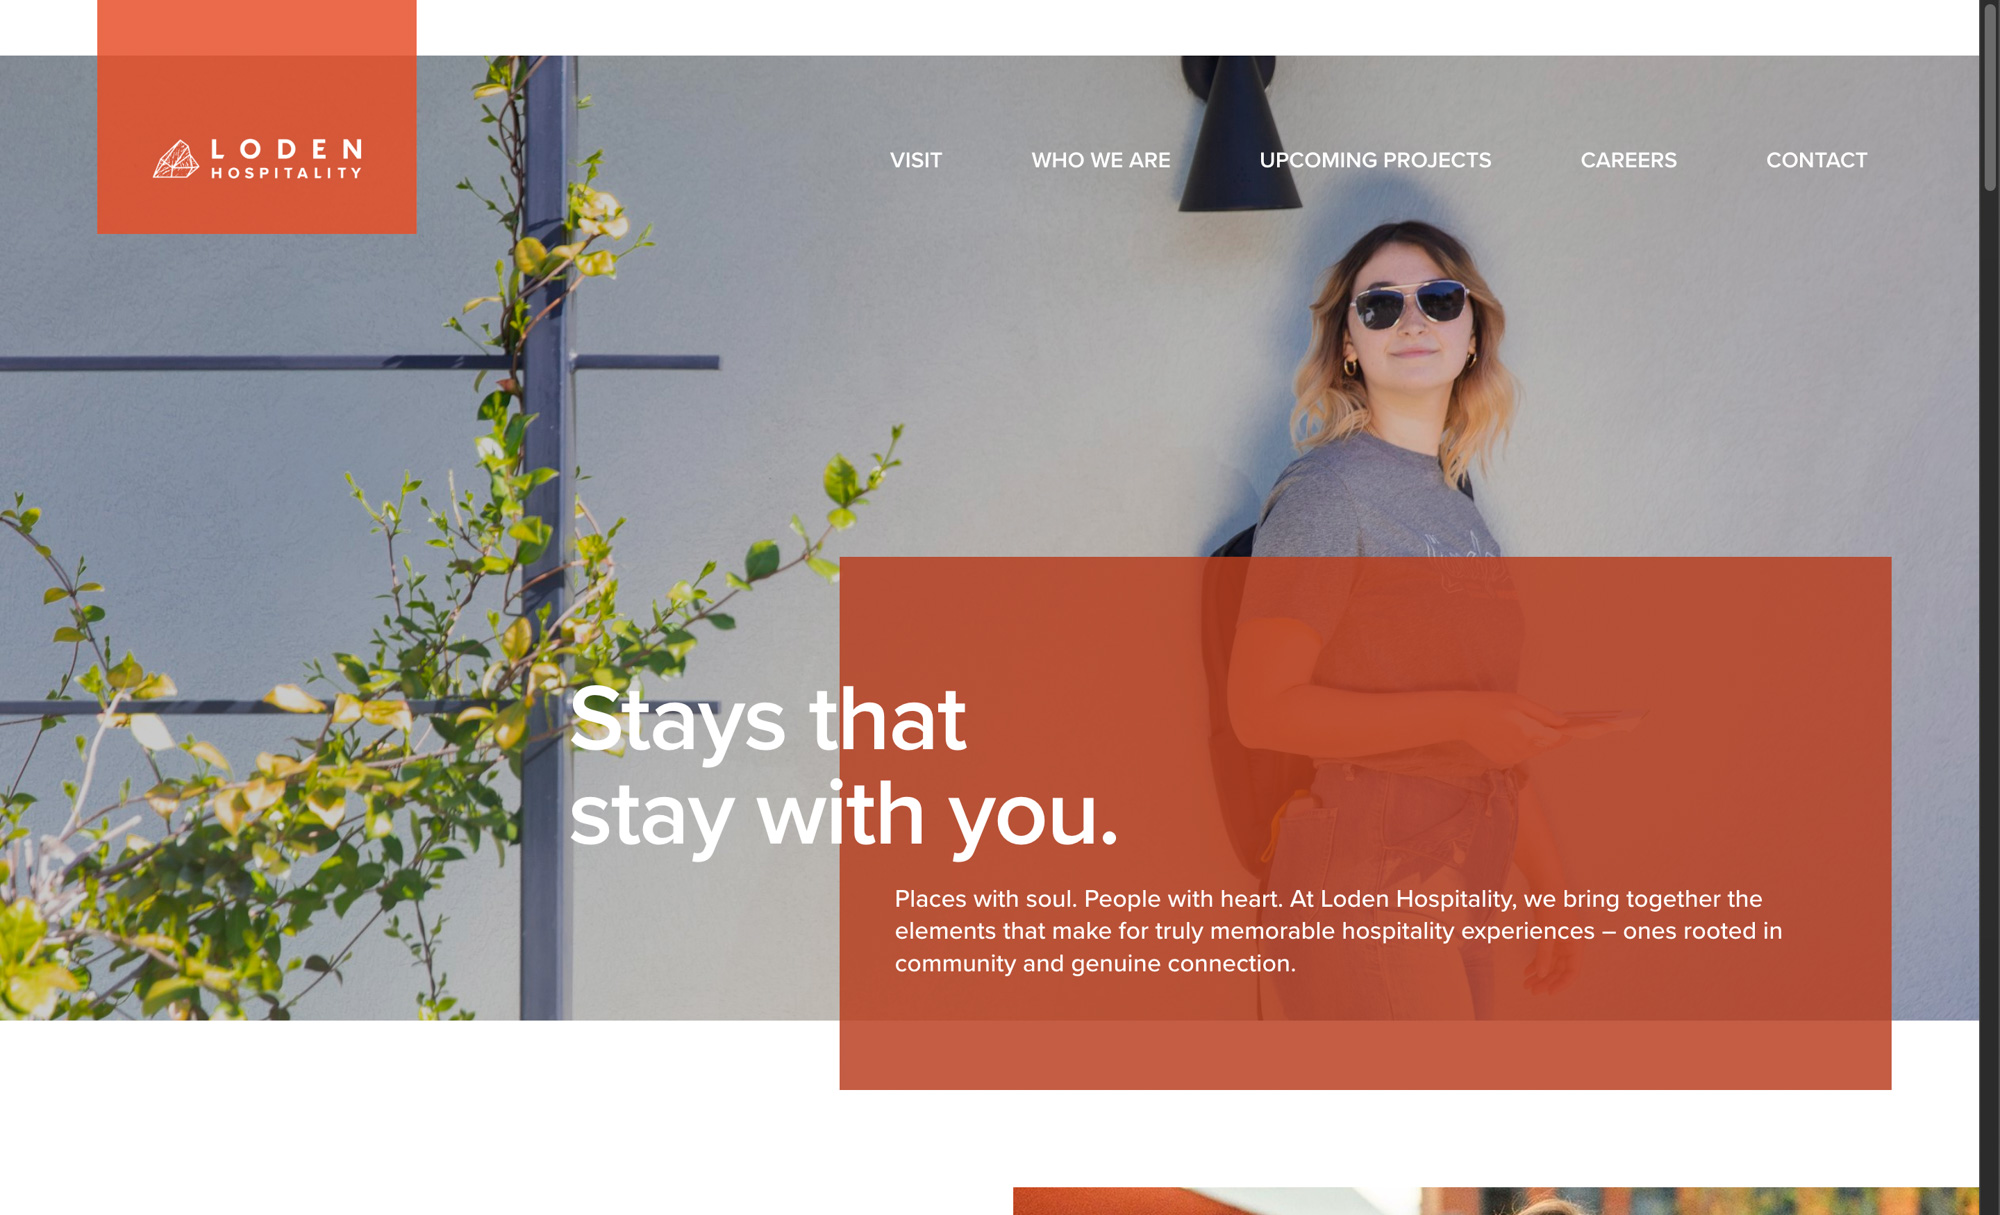 LODEN
HOSPITALITY
VISIT
WHO WE ARE
UPCOMING PROJECTS
CAREERS
CONTACT
Stays that
stay with you.
Places with soul. People with heart. At Loden Hospitality, we bring together the
elements that make for truly memorable hospitality experiences – ones rooted in
community and genuine connection.